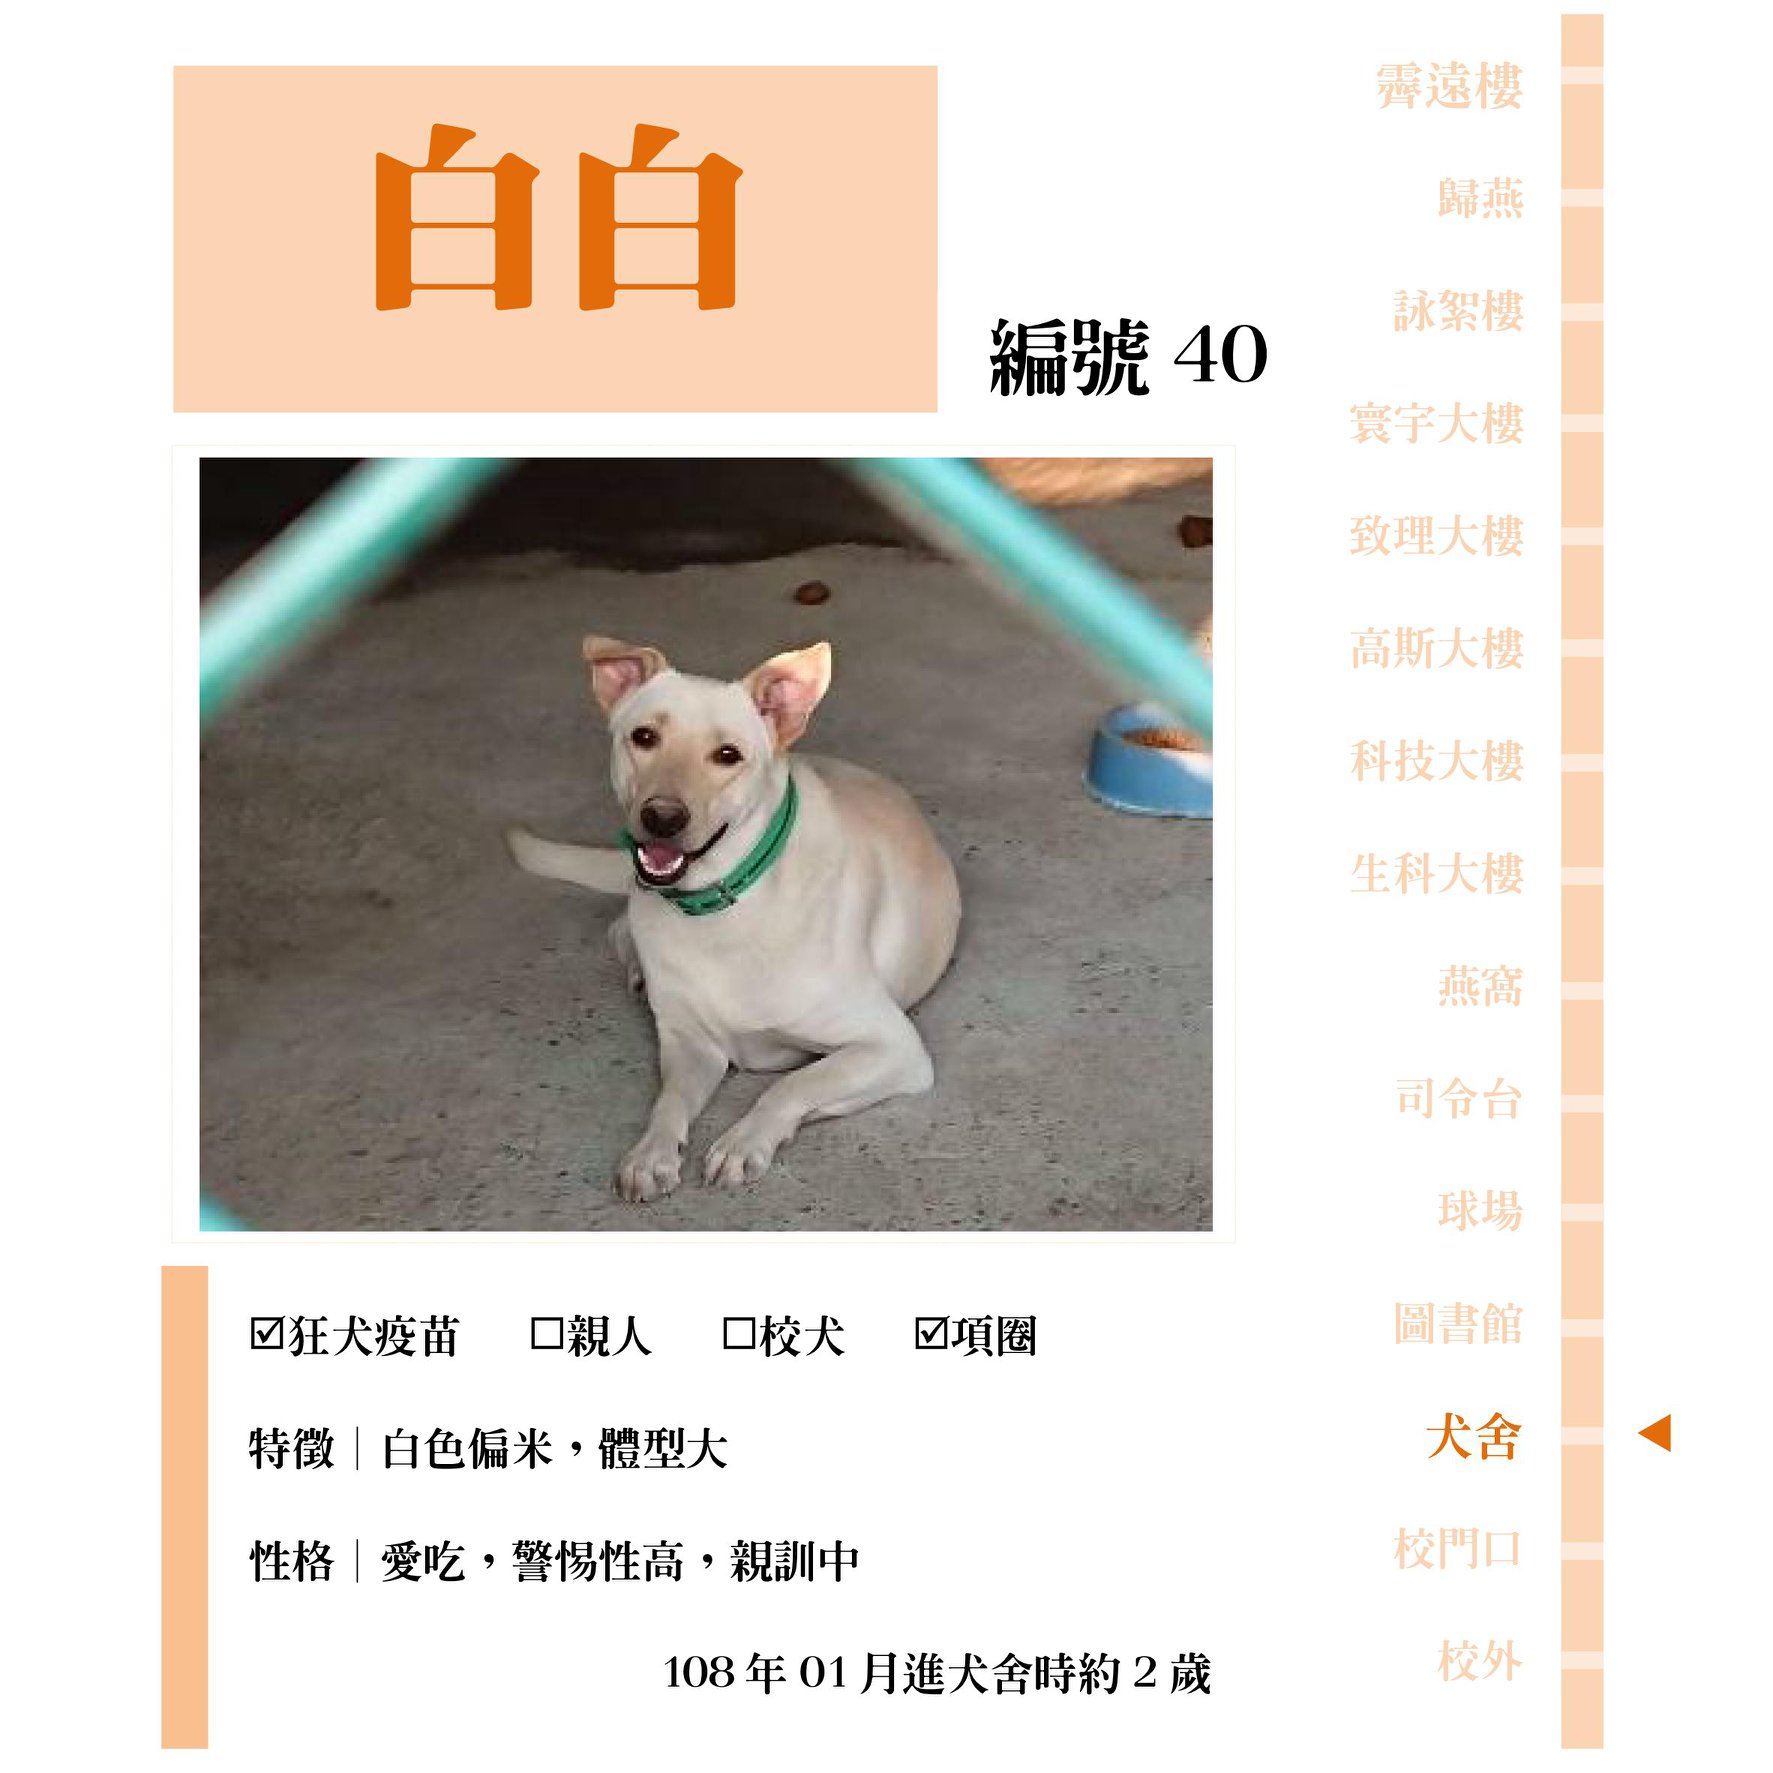 白白
編號 40
☑狂犬疫苗 ☐親人 ☐校犬 ☑項圈
特徵｜白色偏米，體型大
性格｜愛吃，警惕性高，親訓中
108 年 01 月進犬舍時約 2 歲
霽遠樓
歸燕
詠絮樓
寰宇大樓
致理大樓
高斯大樓
科技大樓
生科大樓
燕窩
司令台
球場
圖書館
犬舍
校門口
校外